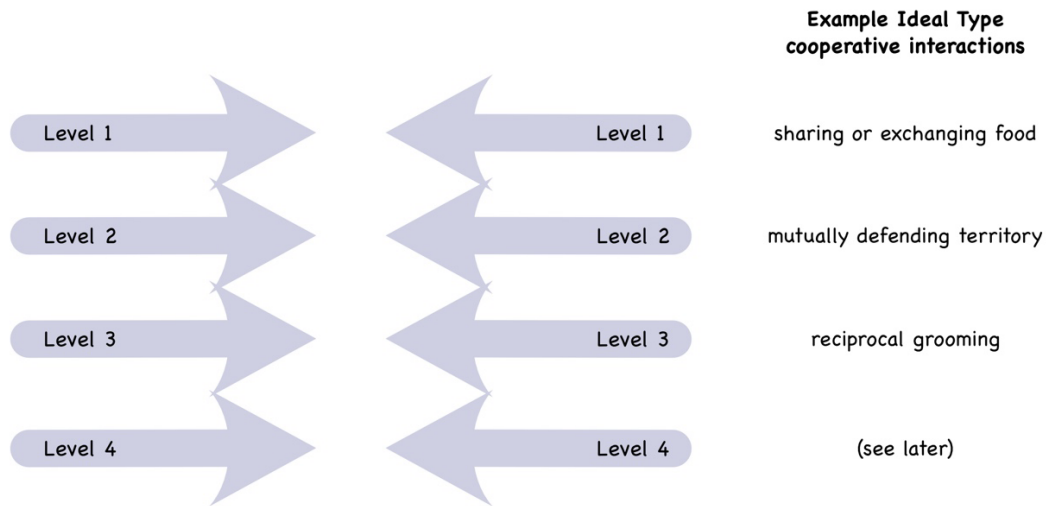 Example Ideal Type
cooperative interactions
Level 1 Level 1 sharing or exchanging food
Level 2 Level 2 mutually defending territory
Level 3 Level 3 reciprocal grooming
Level 4 Level 4 (see later)